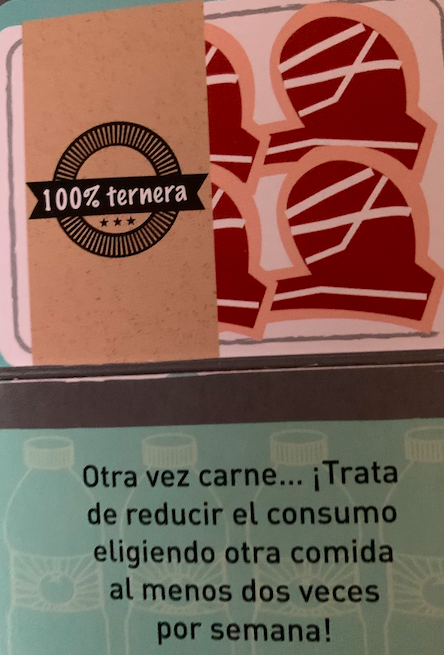 100% ternera
Otra vez carne... ¡Trata
de reducir el consumo
eligiendo otra comida
al menos dos veces
por semana!